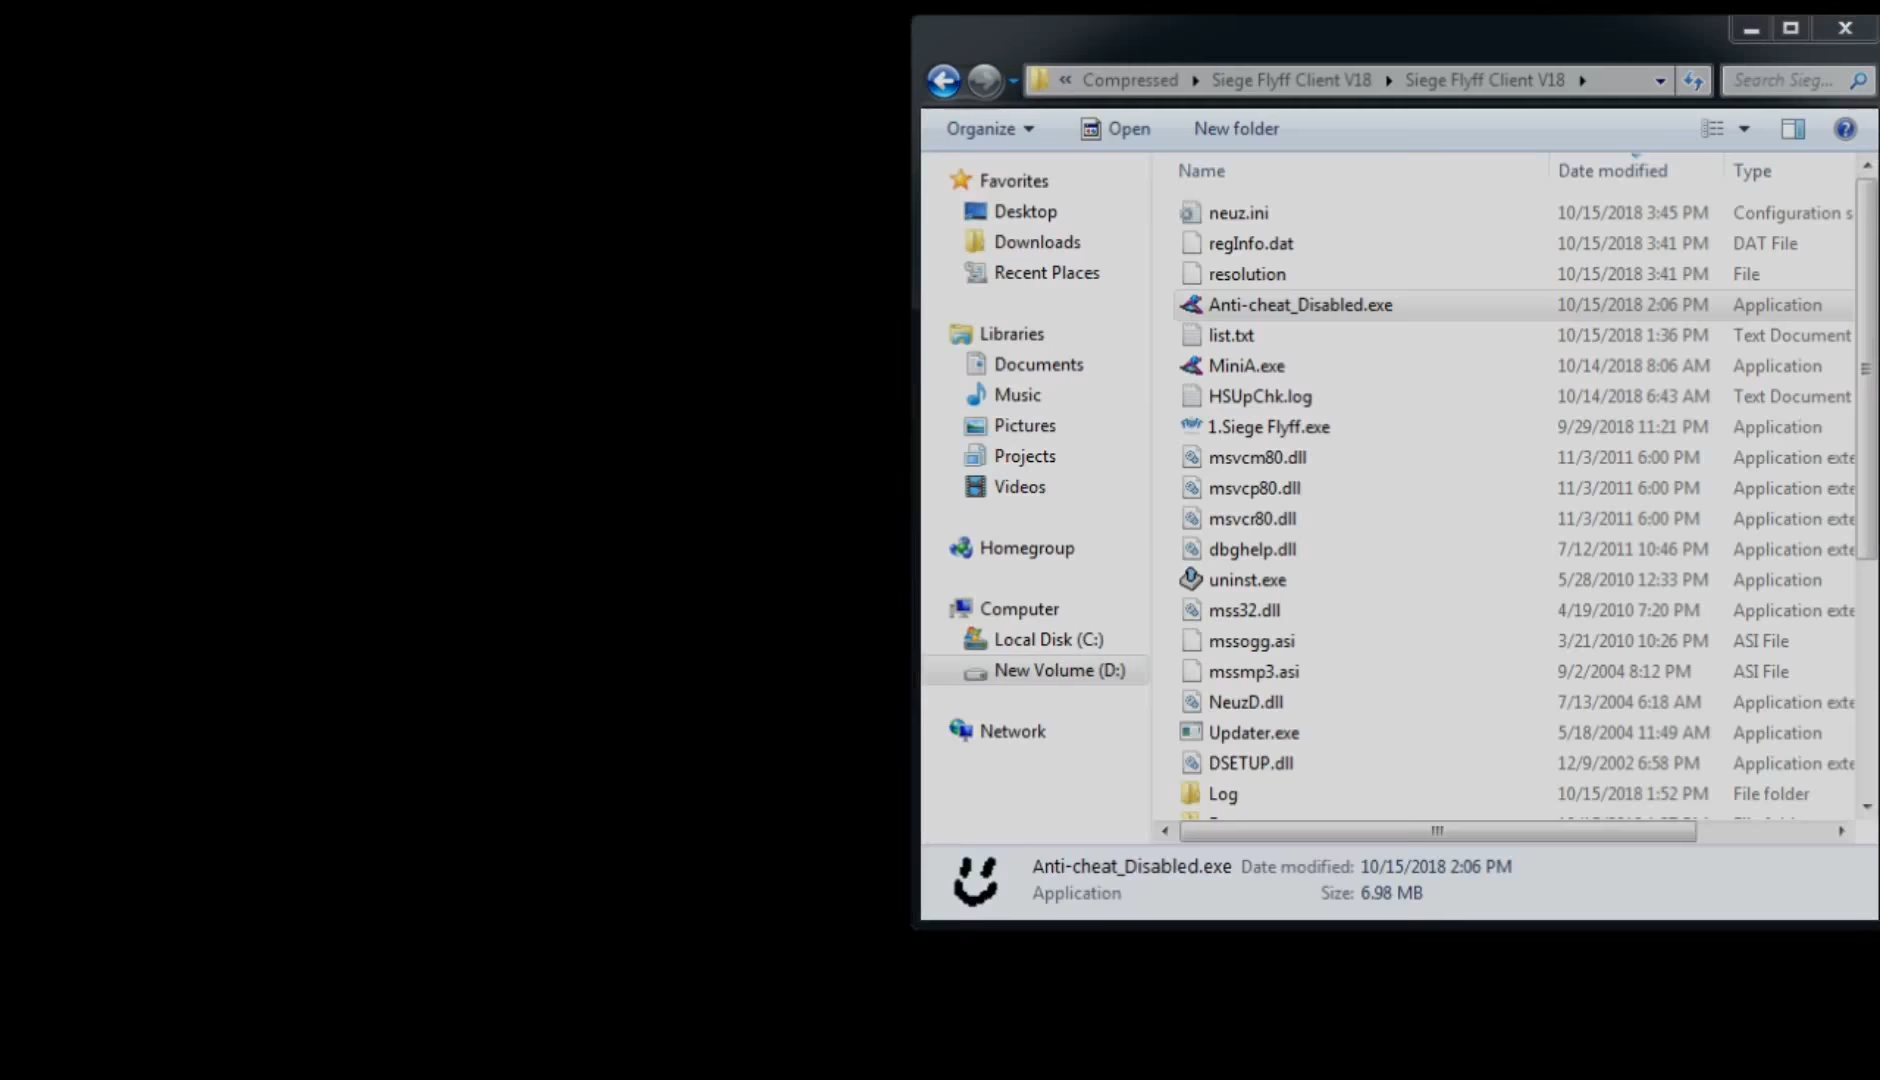 « Compressed Siege Flyff Client V18 Siege Flyff Client V18 Search Sieg...
Organize Open New folder
Favorites
Desktop
Downloads
Recent Places
Libraries
Documents
Music
Pictures
Projects
Videos
Homegroup
Computer
Local Disk (C:)
New Volume (D:)
Network
Name Date modified Type
neuz.ini 10/15/2018 3:45 PM Configuration s
regInfo.dat 10/15/2018 3:41 PM DAT File
resolution 10/15/2018 3:41 PM File
Anti-cheat_Disabled.exe 10/15/2018 2:06 PM Application
list.txt 10/15/2018 1:36 PM Text Document
MiniA.exe 10/14/2018 8:06 AM Application
HSUpChk.log 10/14/2018 6:43 AM Text Document
1.Siege Flyff.exe 9/29/2018 11:21 PM Application
msvcm80.dll 11/3/2011 6:00 PM Application exte
msvcp80.dll 11/3/2011 6:00 PM Application exte
msvcr80.dll 11/3/2011 6:00 PM Application exte
dbghelp.dll 7/12/2011 10:46 PM Application exte
uninst.exe 5/28/2010 12:33 PM Application
mss32.dll 4/19/2010 7:20 PM Application exte
mssogg.asi 3/21/2010 10:26 PM ASI File
mssmp3.asi 9/2/2004 8:12 PM ASI File
NeuzD.dll 7/13/2004 6:18 AM Application exte
Updater.exe 5/18/2004 11:49 AM Application
DSETUP.dll 12/9/2002 6:58 PM Application exte
Log 10/15/2018 1:52 PM File folder
Anti-cheat_Disabled.exe Date modified: 10/15/2018 2:06 PM
Application Size: 6.98 MB